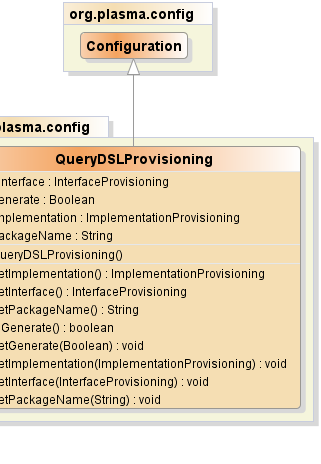 org.plasma.config
Configuration
plasma.config
QueryDSLProvisioning
nterface : InterfaceProvisioning
enerate : Boolean
mplementation : ImplementationProvisioning
ackageName : String
ueryDSLProvisioning()
etImplementation() : ImplementationProvisioning
etInterface() : InterfaceProvisioning
etPackageName() : String
Generate() : boolean
etGenerate(Boolean) : void
etImplementation(ImplementationProvisioning) : void
etInterface(InterfaceProvisioning) : void
etPackageName(String) : void